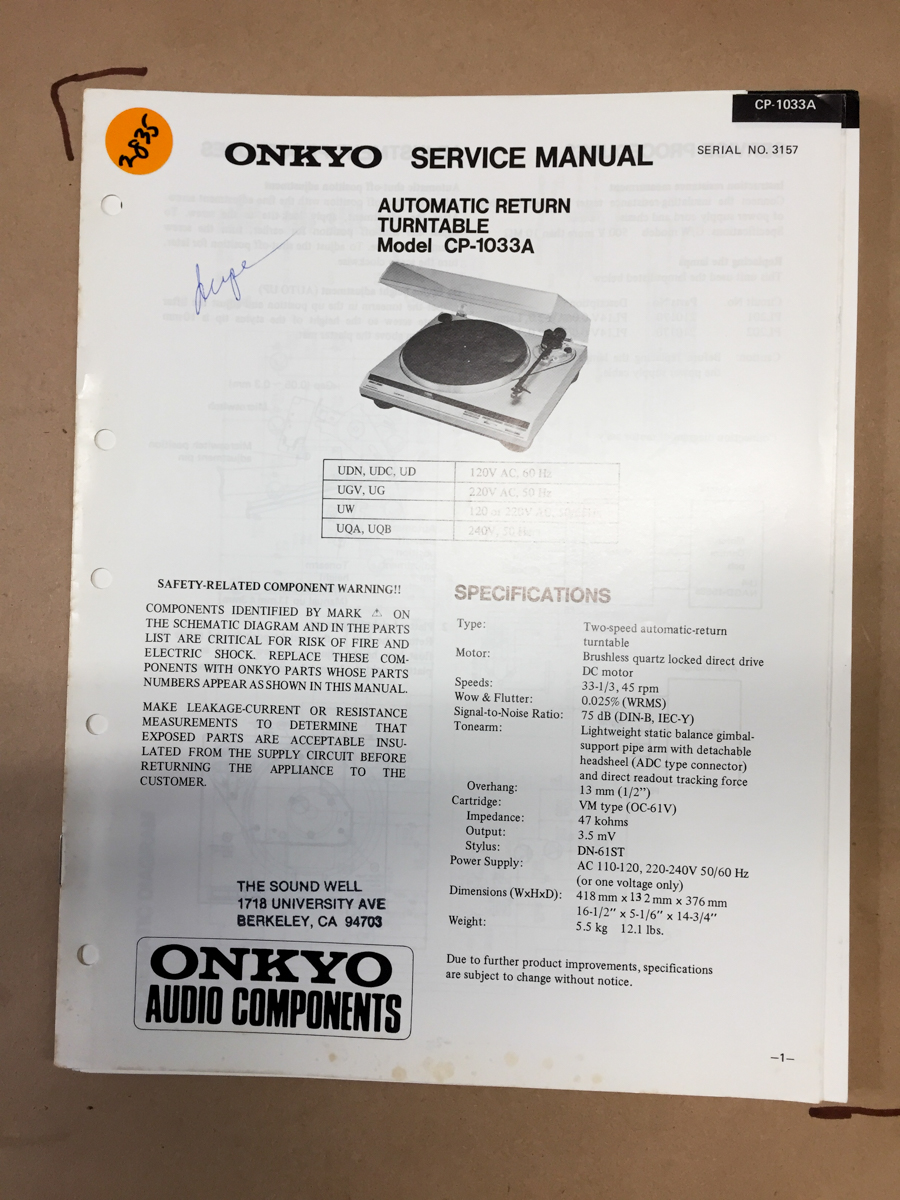 CP-1033A
3835
ONKYO SERVICE MANUAL
SERIAL NO. 3157
AUTOMATIC RETURN
TURNTABLE
Model CP-1033A
UDN, UDC, UD 120V AC, 60 Hz
UGV, UG 220V AC, 50 Hz
UW 120 or 220V AC,
UQA, UQB 240V, 50 Hz
SAFETY-RELATED COMPONENT WARNING!!
COMPONENTS IDENTIFIED BY MARK ⚠ ON
THE SCHEMATIC DIAGRAM AND IN THE PARTS
LIST ARE CRITICAL FOR RISK OF FIRE AND
ELECTRIC SHOCK. REPLACE THESE COM-
PONENTS WITH ONKYO PARTS WHOSE PARTS
NUMBERS APPEAR AS SHOWN IN THIS MANUAL.
MAKE LEAKAGE-CURRENT OR RESISTANCE
MEASUREMENTS TO DETERMINE THAT
EXPOSED PARTS ARE ACCEPTABLE INSU-
LATED FROM THE SUPPLY CIRCUIT BEFORE
RETURNING THE APPLIANCE TO THE
CUSTOMER.
THE SOUND WELL
1718 UNIVERSITY AVE
BERKELEY, CA 94703
ONKYO
AUDIO COMPONENTS
SPECIFICATIONS
Type: Two-speed automatic-return
turntable
Motor: Brushless quartz locked direct drive
DC motor
Speeds: 33-1/3, 45 rpm
Wow & Flutter: 0.025% (WRMS)
Signal-to-Noise Ratio: 75 dB (DIN-B, IEC-Y)
Tonearm: Lightweight static balance gimbal-
support pipe arm with detachable
headshell (ADC type connector)
and direct readout tracking force
Overhang: 13 mm (1/2")
Cartridge: VM type (OC-61V)
Impedance: 47 kohms
Output: 3.5 mV
Stylus: DN-61ST
Power Supply: AC 110-120, 220-240V 50/60 Hz
(or one voltage only)
Dimensions (WxHxD): 418 mm x 132 mm x 376 mm
16-1/2" x 5-1/6" x 14-3/4"
Weight: 5.5 kg 12.1 lbs.
Due to further product improvements, specifications
are subject to change without notice.
–1–